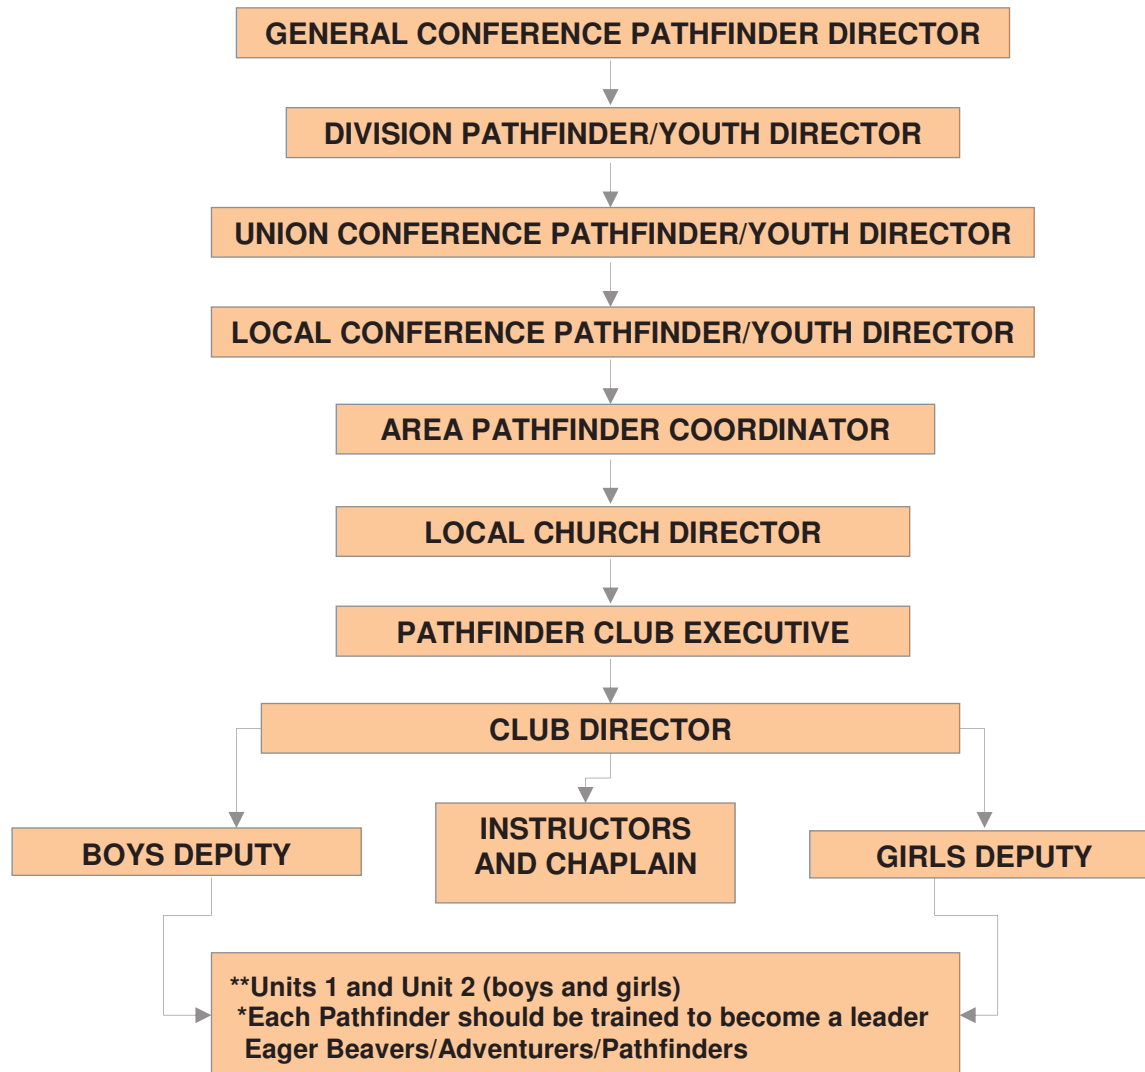 GENERAL CONFERENCE PATHFINDER DIRECTOR
DIVISION PATHFINDER/YOUTH DIRECTOR
UNION CONFERENCE PATHFINDER/YOUTH DIRECTOR
LOCAL CONFERENCE PATHFINDER/YOUTH DIRECTOR
AREA PATHFINDER COORDINATOR
LOCAL CHURCH DIRECTOR
PATHFINDER CLUB EXECUTIVE
CLUB DIRECTOR
BOYS DEPUTY
INSTRUCTORS
AND CHAPLAIN
GIRLS DEPUTY
**Units 1 and Unit 2 (boys and girls)
*Each Pathfinder should be trained to become a leader
Eager Beavers/Adventurers/Pathfinders